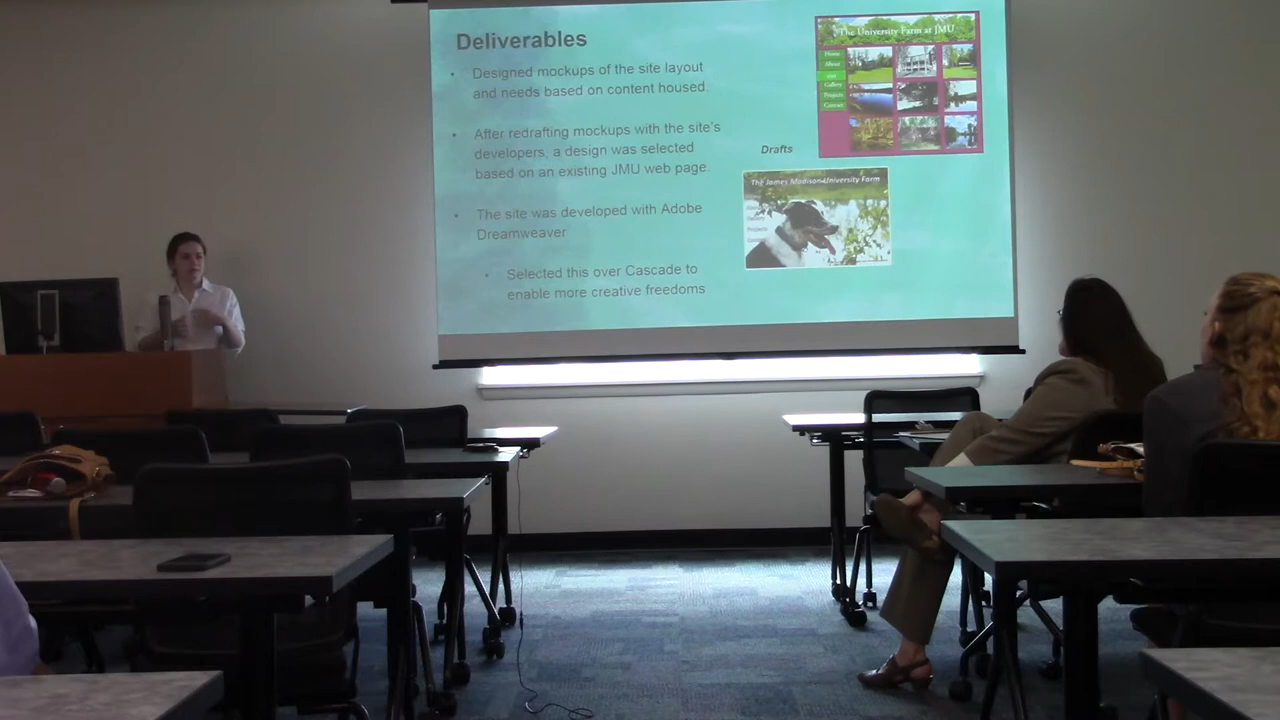 Deliverables
• Designed mockups of the site layout
and needs based on content housed.
• After redrafting mockups with the site's
developers, a design was selected
based on an existing JMU web page.
• The site was developed with Adobe
Dreamweaver
• Selected this over Cascade to
enable more creative freedoms
The University Farm at JMU
Home
About
Gallery
Projects
Contact
Drafts
The James Madison University Farm
Gallery
Projects